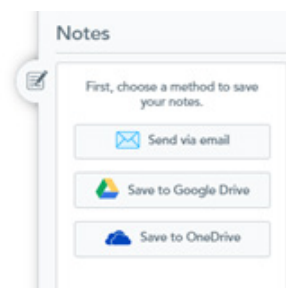 Notes
First, choose a method to save
your notes.
Send via email
Save to Google Drive
Save to OneDrive